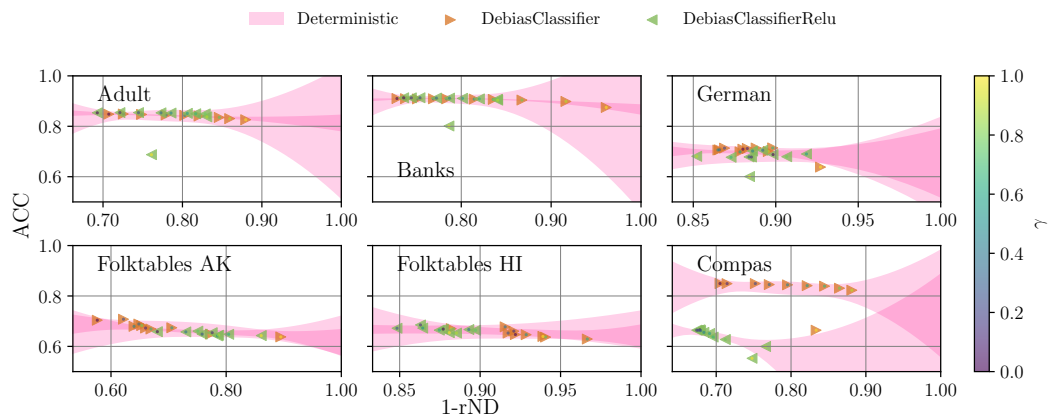 Deterministic DebiasClassifier DebiasClassifierRelu
ACC
1.0
0.8
0.6
Adult
0.70 0.80 0.90 1.00
Banks
0.80 1.00
German
0.85 0.90 0.95 1.00
1.0
0.8
0.6
Folktables AK
0.60 0.80 1.00
Folktables HI
0.85 0.90 0.95 1.00
Compas
0.70 0.80 0.90 1.00
1-rND
1.0
0.8
0.6
0.4
0.2
0.0
γ